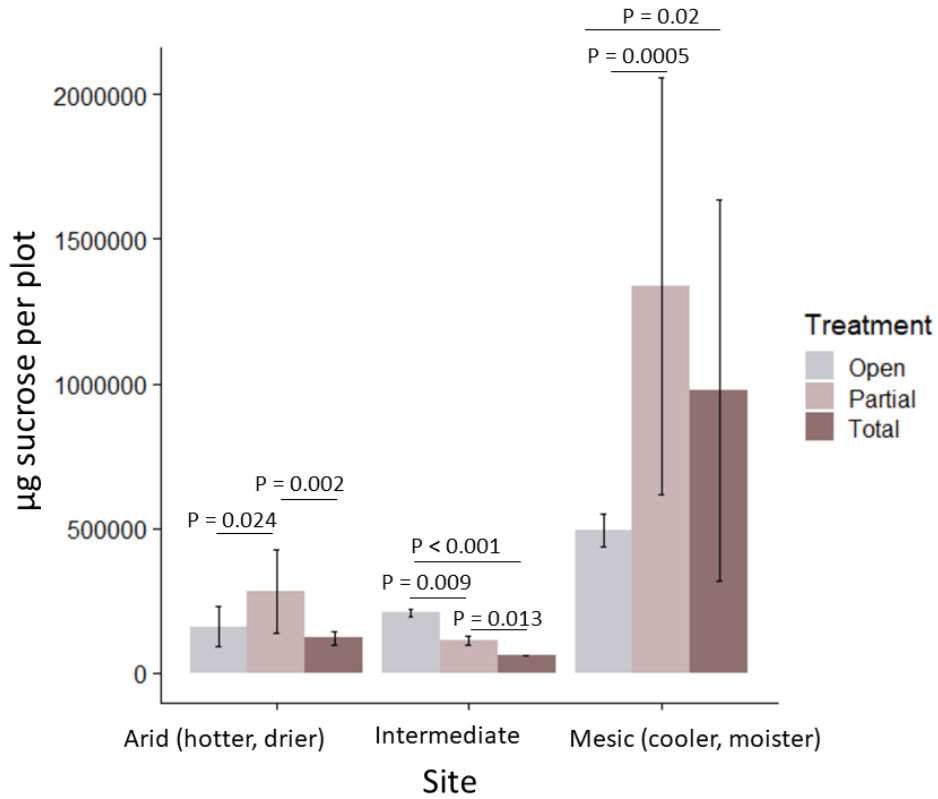 P = 0.02
P = 0.0005
2000000
1500000
1000000
500000
0
µg sucrose per plot
P = 0.002
P = 0.024
P < 0.001
P = 0.009
P = 0.013
Treatment
Open
Partial
Total
Arid (hotter, drier)
Intermediate
Mesic (cooler, moister)
Site